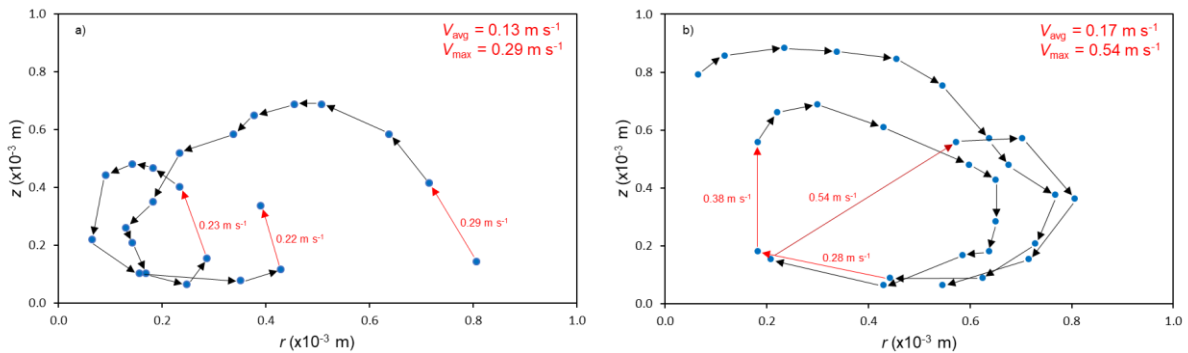 a)
V_avg = 0.13 m s⁻¹
V_max = 0.29 m s⁻¹
1.0
0.8
0.6
0.4
0.2
0.0
z (x10⁻³ m)
0.23 m s⁻¹
0.22 m s⁻¹
0.29 m s⁻¹
0.0 0.2 0.4 0.6 0.8 1.0
r (x10⁻³ m)
b)
V_avg = 0.17 m s⁻¹
V_max = 0.54 m s⁻¹
1.0
0.8
0.6
0.4
0.2
0.0
z (x10⁻³ m)
0.38 m s⁻¹
0.54 m s⁻¹
0.28 m s⁻¹
0.0 0.2 0.4 0.6 0.8 1.0
r (x10⁻³ m)